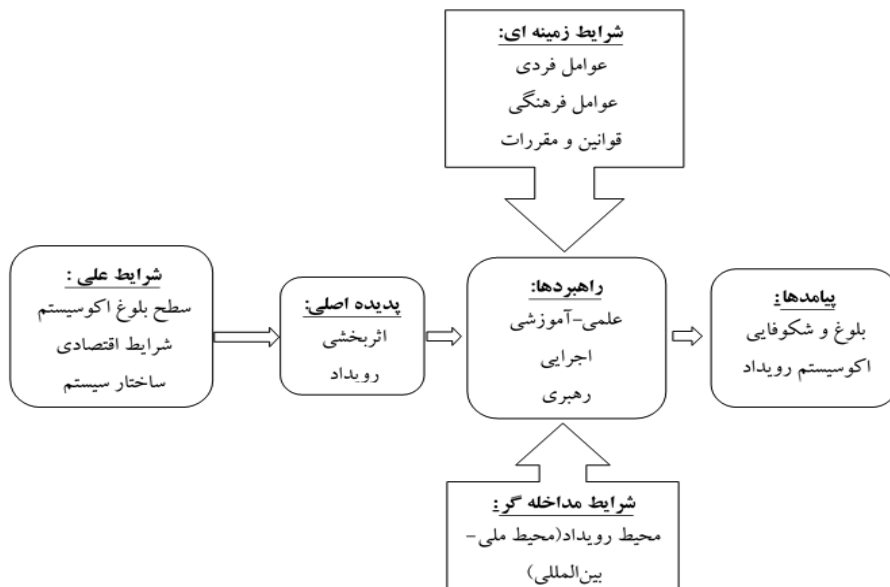 شرایط زمینه ای:
عوامل فردی
عوامل فرهنگی
قوانین و مقررات
شرایط علی :
سطح بلوغ اکوسیستم
شرایط اقتصادی
ساختار سیستم
پدیده اصلی:
اثربخشی
رویداد
راهبردها:
علمی-آموزشی
اجرایی
رهبری
پیامدها:
بلوغ و شکوفایی
اکوسیستم رویداد
شرایط مداخله گر:
محیط رویداد(محیط ملی-
بین‌المللی)